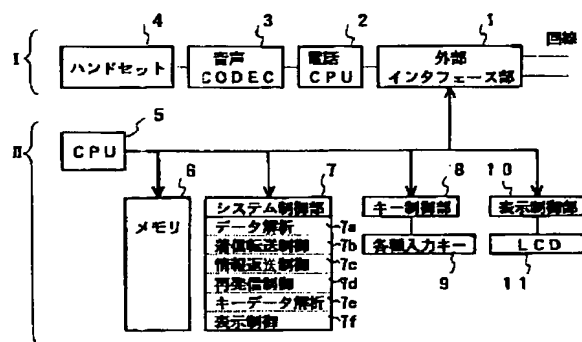 4 3 2 1
回線
I
ハンドセット
音声
CODEC
電話
CPU
外部
インタフェース部
II
5
CPU
6 7 8 10
メモリ
システム制御部
データ解析 7a
着信転送制御 7b
情報返送制御 7c
再発信制御 7d
キーデータ解析 7e
表示制御 7f
キー制御部
各種入力キー
9
表示制御部
LCD
11